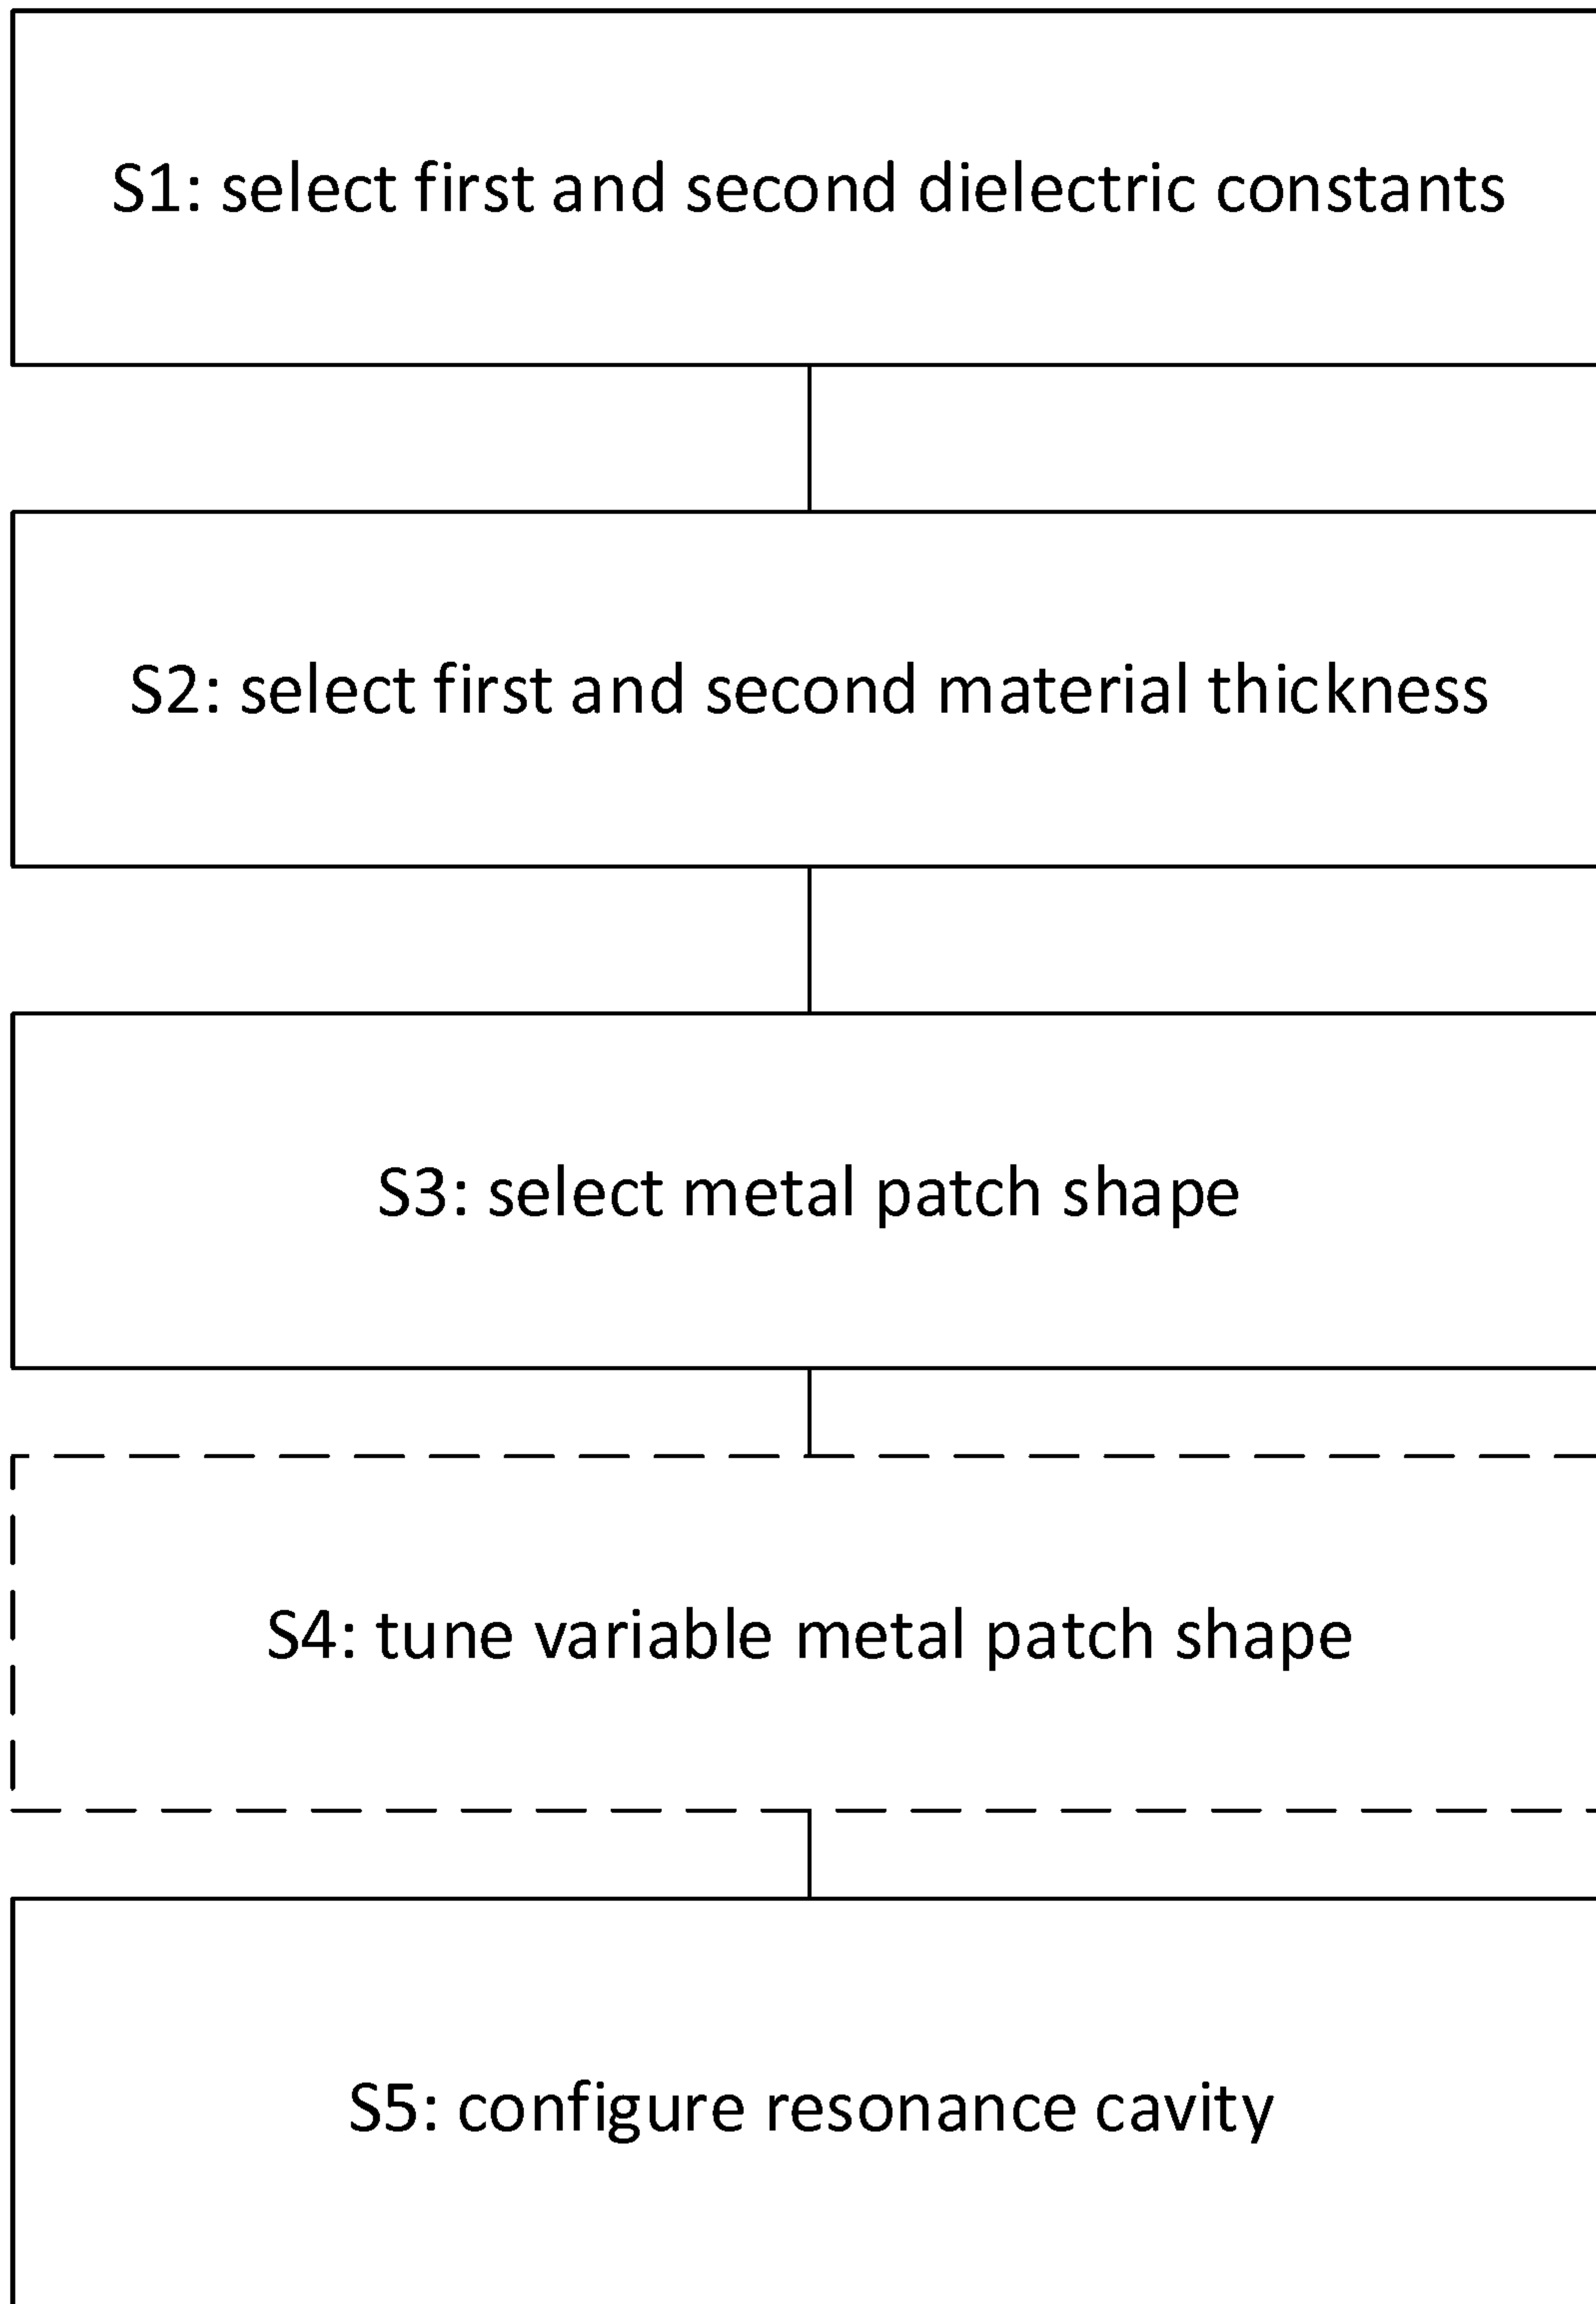 S1: select first and second dielectric constants
S2: select first and second material thickness
S3: select metal patch shape
S4: tune variable metal patch shape
S5: configure resonance cavity